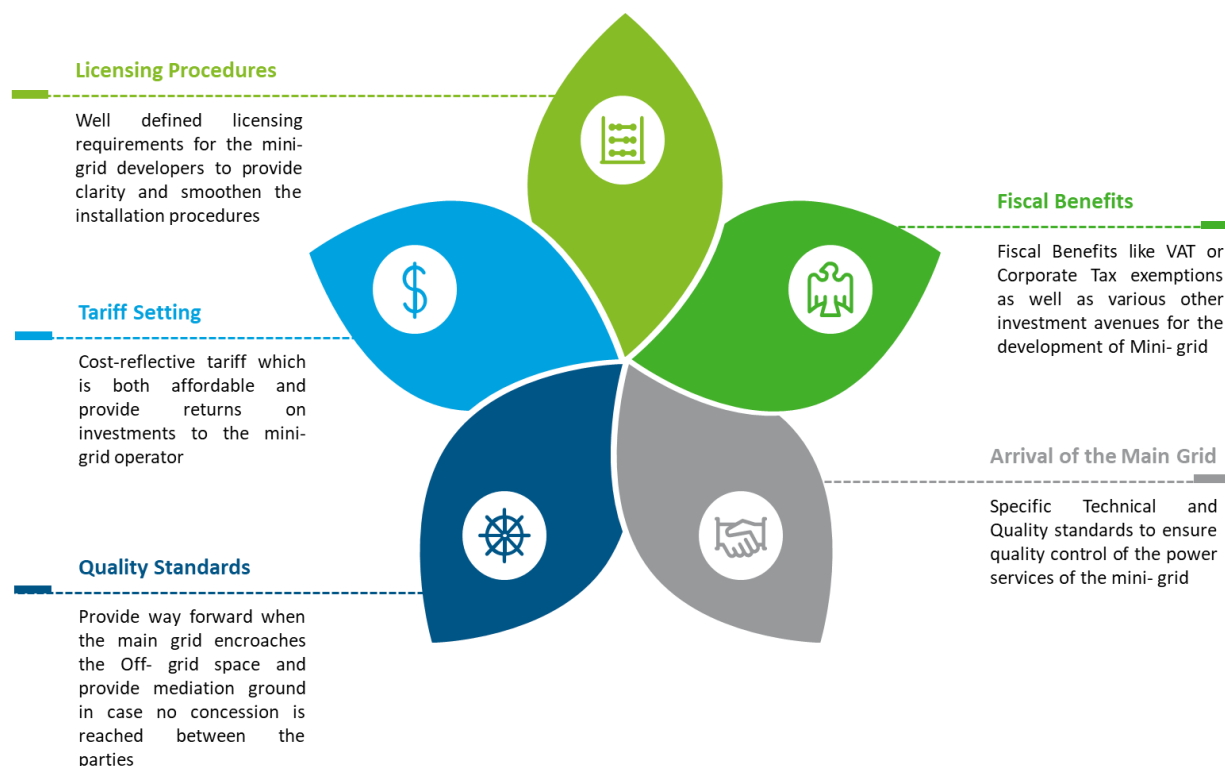 Licensing Procedures
Well defined licensing
requirements for the mini-
grid developers to provide
clarity and smoothen the
installation procedures
Tariff Setting
Cost-reflective tariff which
is both affordable and
provide returns on
investments to the mini-
grid operator
Quality Standards
Provide way forward when
the main grid encroaches
the Off- grid space and
provide mediation ground
in case no concession is
reached between the
parties
Fiscal Benefits
Fiscal Benefits like VAT or
Corporate Tax exemptions
as well as various other
investment avenues for the
development of Mini- grid
Arrival of the Main Grid
Specific Technical and
Quality standards to ensure
quality control of the power
services of the mini- grid